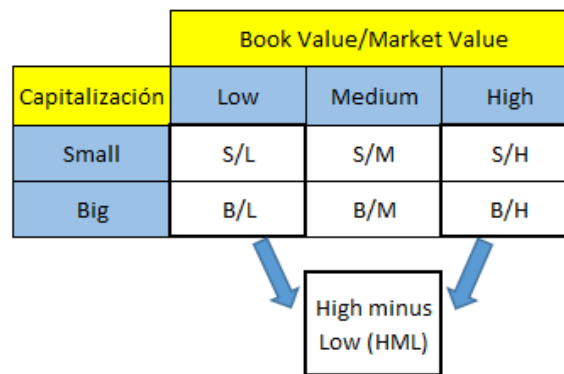 Book Value/Market Value
Capitalización Low Medium High
Small S/L S/M S/H
Big B/L B/M B/H
High minus
Low (HML)